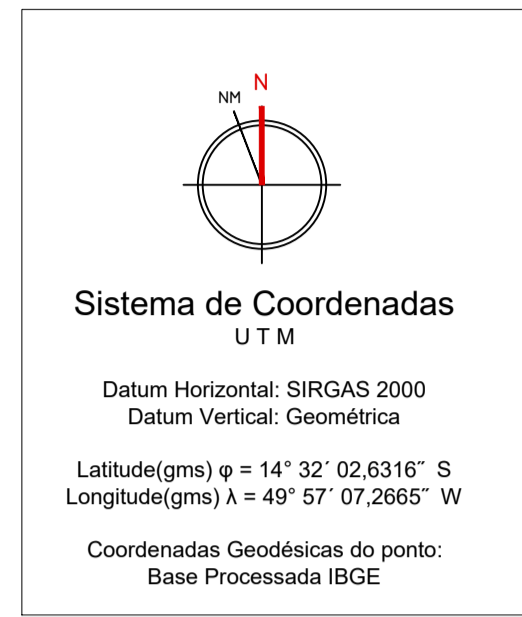 N
NM
Sistema de Coordenadas
U T M
Datum Horizontal: SIRGAS 2000
Datum Vertical: Geométrica
Latitude(gms) φ = 14° 32´ 02,6316˝ S
Longitude(gms) λ = 49° 57´ 07,2665˝ W
Coordenadas Geodésicas do ponto:
Base Processada IBGE